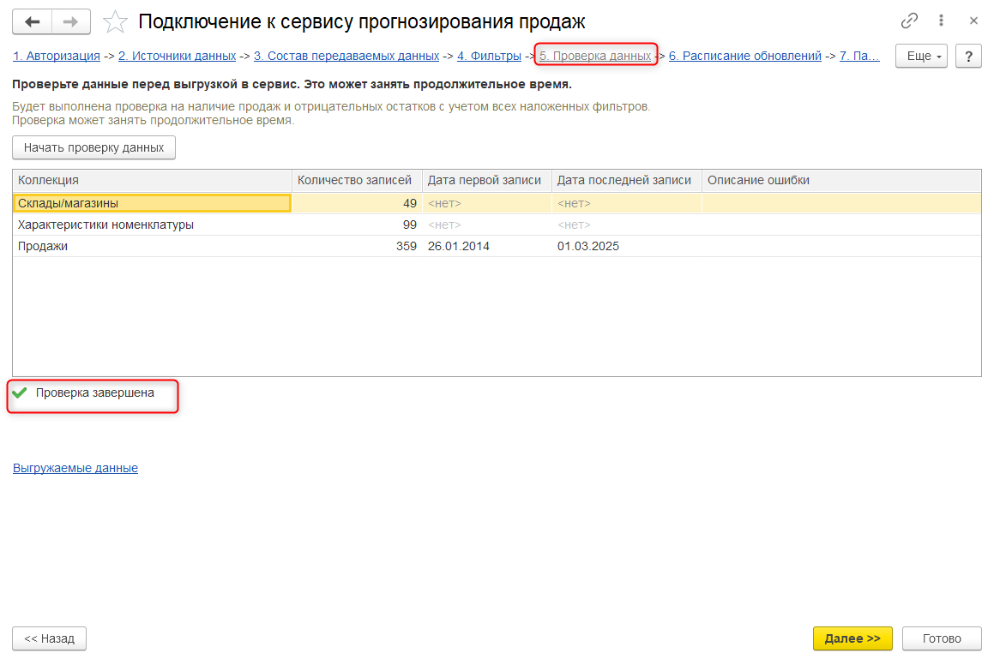 Подключение к сервису прогнозирования продаж
1. Авторизация -> 2. Источники данных -> 3. Состав передаваемых данных -> 4. Фильтры -> 5. Проверка данных -> 6. Расписание обновлений -> 7. Па... Еще ?
Проверьте данные перед выгрузкой в сервис. Это может занять продолжительное время.
Будет выполнена проверка на наличие продаж и отрицательных остатков с учетом всех наложенных фильтров.
Проверка может занять продолжительное время.
Начать проверку данных
Коллекция Количество записей Дата первой записи Дата последней записи Описание ошибки
Склады/магазины 49 <нет> <нет>
Характеристики номенклатуры 99 <нет> <нет>
Продажи 359 26.01.2014 01.03.2025
Проверка завершена
Выгружаемые данные
<< Назад Далее >> Готово